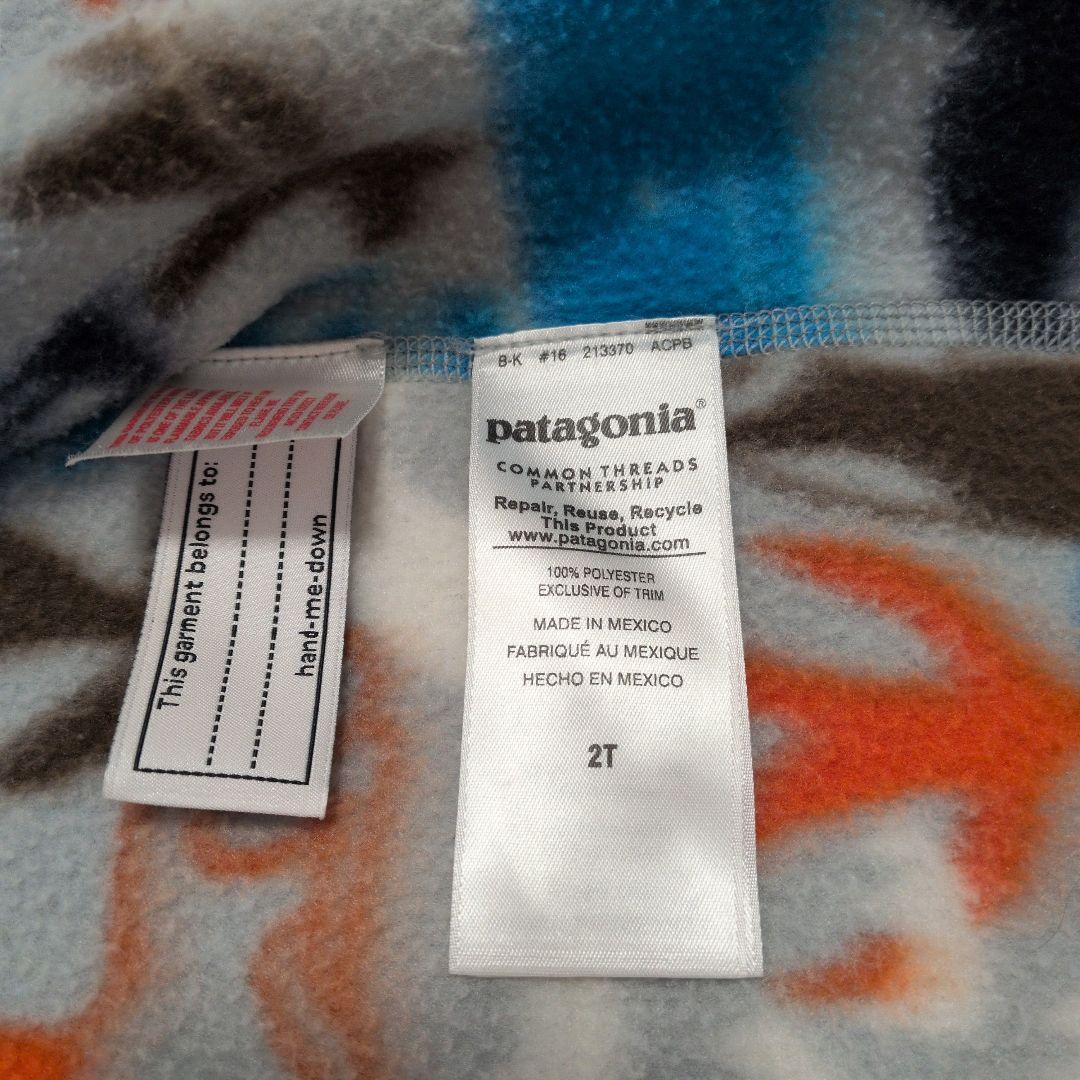 This garment belongs to:
hand-me-down
B-K #16 213370 ACPB
patagonia®
COMMON THREADS
PARTNERSHIP
Repair, Reuse, Recycle
This Product
www.patagonia.com
100% POLYESTER
EXCLUSIVE OF TRIM
MADE IN MEXICO
FABRIQUÉ AU MEXIQUE
HECHO EN MEXICO
2T